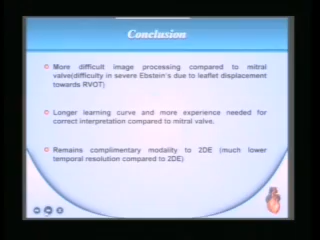 Conclusion
More difficult image processing compared to mitral
valve(difficulty in severe Ebstein's due to leaflet displacement
towards RVOT)
Longer learning curve and more experience needed for
correct interpretation compared to mitral valve.
Remains complimentary modality to 2DE (much lower
temporal resolution compared to 2DE)